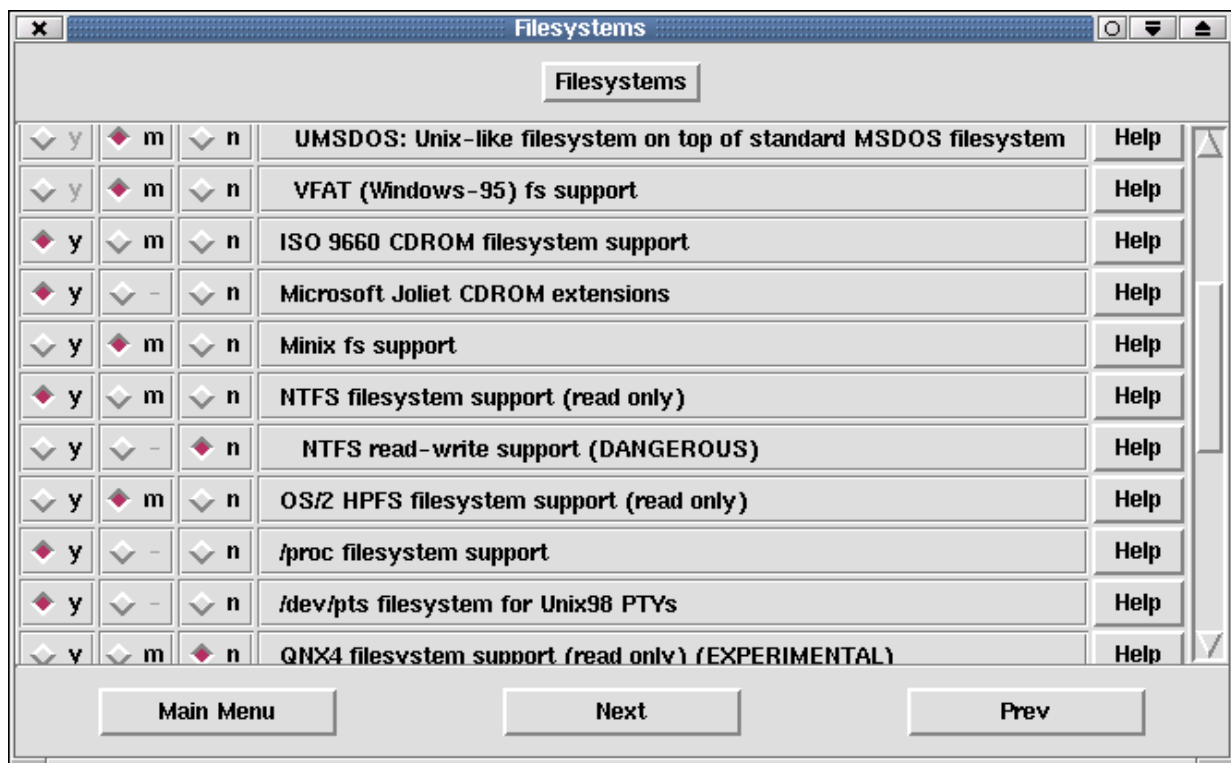 Filesystems
Filesystems
y m n UMSDOS: Unix-like filesystem on top of standard MSDOS filesystem Help
y m n VFAT (Windows-95) fs support Help
y m n ISO 9660 CDROM filesystem support Help
y - n Microsoft Joliet CDROM extensions Help
y m n Minix fs support Help
y m n NTFS filesystem support (read only) Help
y - n NTFS read-write support (DANGEROUS) Help
y m n OS/2 HPFS filesystem support (read only) Help
y - n /proc filesystem support Help
y - n /dev/pts filesystem for Unix98 PTYs Help
y m n QNX4 filesystem support (read only) (EXPERIMENTAL) Help
Main Menu Next Prev